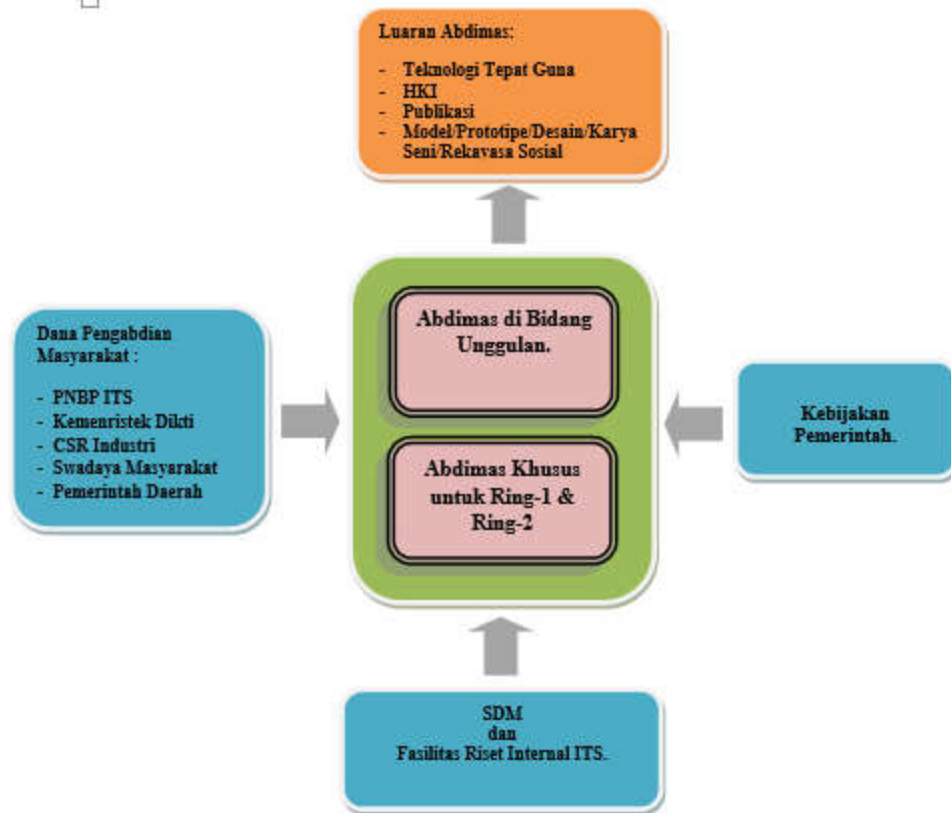 Luaran Abdimas:
- Teknologi Tepat Guna
- HKI
- Publikasi
- Model/Prototipe/Desain/Karya
Seni/Rekayasa Sosial
Abdimas di Bidang
Unggulan.
Dana Pengabdian
Masyarakat :
- PNBP ITS
- Kemenristek Dikti
- CSR Industri
- Swadaya Masyarakat
- Pemerintah Daerah
Kebijakan
Pemerintah.
Abdimas Khusus
untuk Ring-1 &
Ring-2
SDM
dan
Fasilitas Riset Internal ITS.